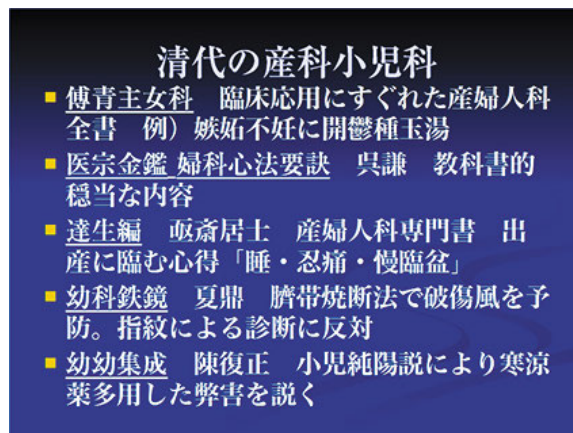 清代の産科小児科
傅青主女科　臨床応用にすぐれた産婦人科
全書　例）嫉妬不妊に開鬱種玉湯
医宗金鑑 婦科心法要訣　呉謙　教科書的
穏当な内容
達生編　亟斎居士　産婦人科専門書　出
産に臨む心得「睡・忍痛・慢臨盆」
幼科鉄鏡　夏鼎　臍帯焼断法で破傷風を予
防。指紋による診断に反対
幼幼集成　陳復正　小児純陽説により寒涼
薬多用した弊害を説く